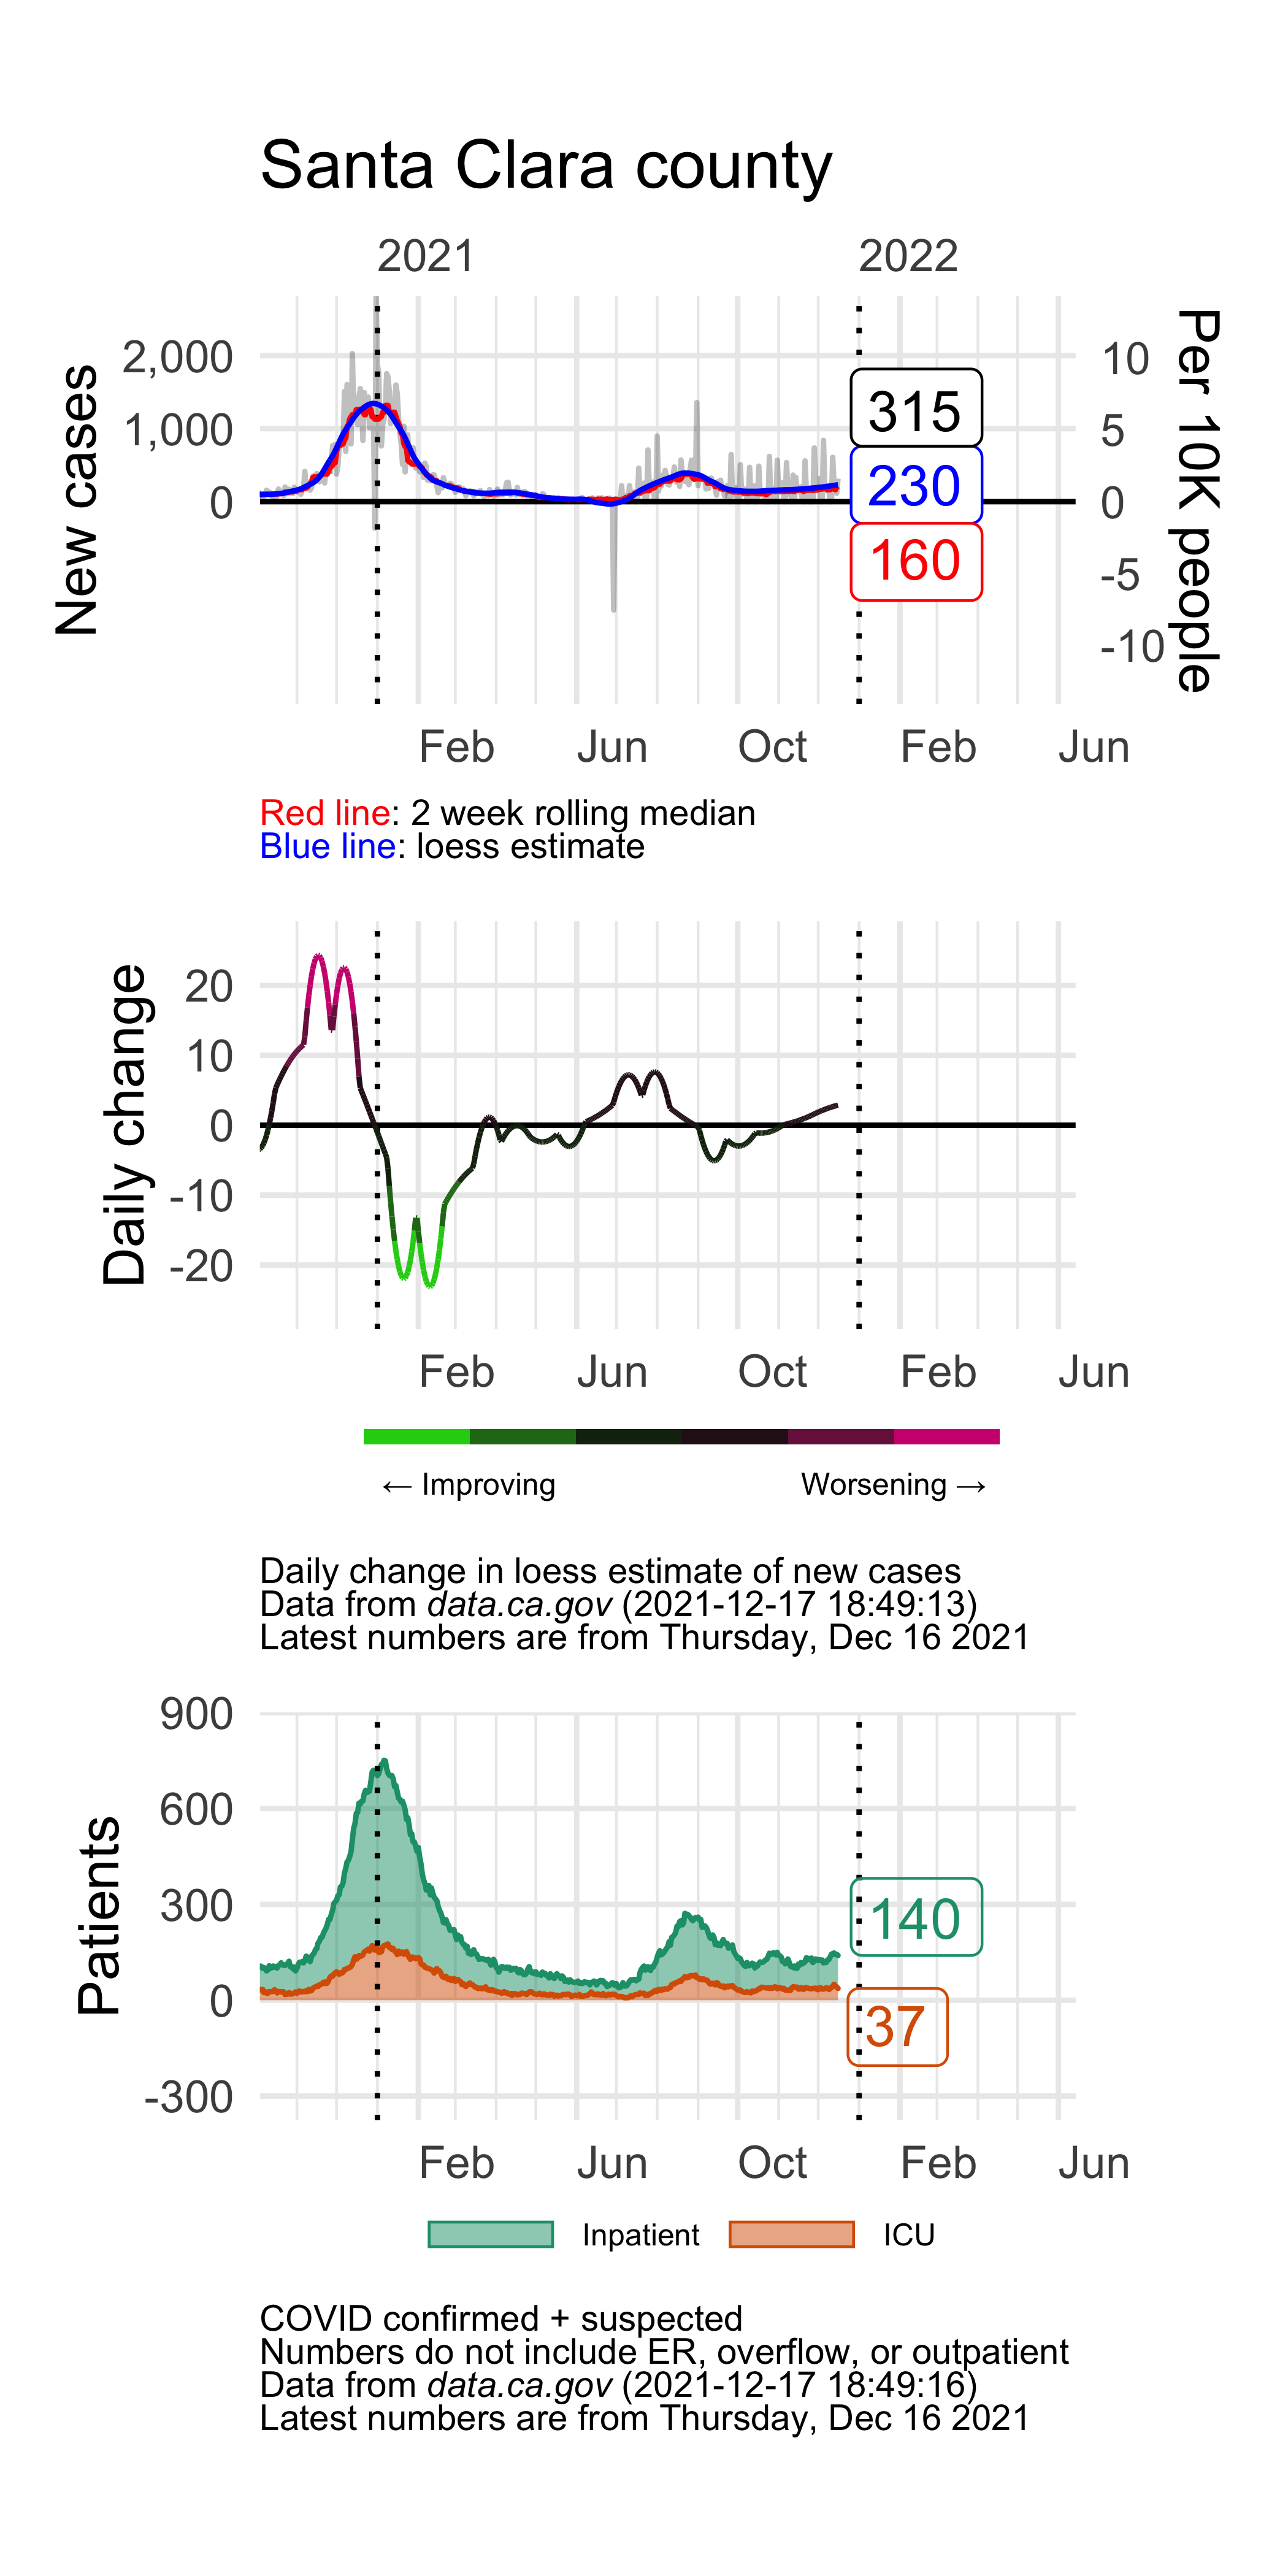 Santa Clara county
2021 2022
New cases
2,000
1,000
0
10
5
0
-5
-10
Per 10K people
315
230
160
Feb Jun Oct Feb Jun
Red line: 2 week rolling median
Blue line: loess estimate
Daily change
20
10
0
-10
-20
Feb Jun Oct Feb Jun
← Improving Worsening →
Daily change in loess estimate of new cases
Data from data.ca.gov (2021-12-17 18:49:13)
Latest numbers are from Thursday, Dec 16 2021
Patients
900
600
300
0
-300
140
37
Feb Jun Oct Feb Jun
Inpatient ICU
COVID confirmed + suspected
Numbers do not include ER, overflow, or outpatient
Data from data.ca.gov (2021-12-17 18:49:16)
Latest numbers are from Thursday, Dec 16 2021